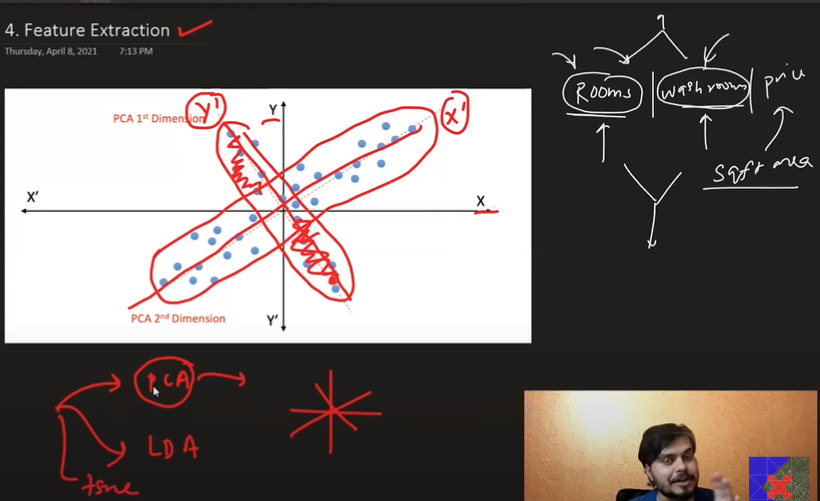 4. Feature Extraction
Thursday, April 8, 2021 7:13 PM
PCA 1st Dimension
Y'
Y
X'
X'
X
PCA 2nd Dimension
Y'
?
Rooms | washrooms | price
Sqft area
PCA
LDA
tsne